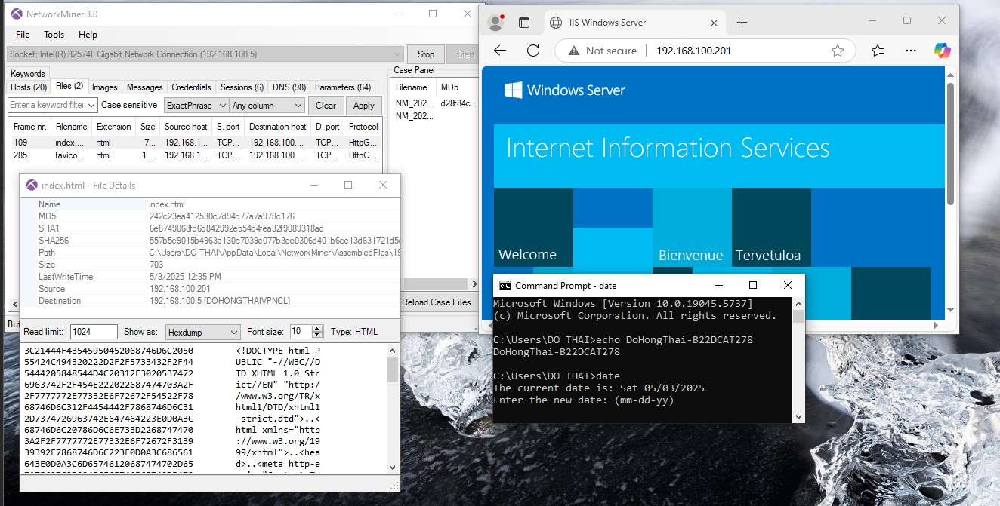 NetworkMiner 3.0
File Tools Help
Socket: Intel(R) 82574L Gigabit Network Connection (192.168.100.5)
Stop
Start
Keywords
Hosts (20) Files (2) Images Messages Credentials Sessions (6) DNS (98) Parameters (64)
Enter a keyword filter Case sensitive ExactPhrase Any column Clear Apply
Frame nr. Filename Extension Size Source host S. port Destination host D. port Protocol
109 index.... html 7... 192.168.1... TCP... 192.168.100.... TCP... HttpG...
285 favico... html 1 ... 192.168.1... TCP... 192.168.100.... TCP... HttpG...
Case Panel
Filename MD5
NM_202... d28f84c...
NM_202...
Reload Case Files
Buf
index.html - File Details
Name index.html
MD5 242c23ea412530c7d94b77a7a978c176
SHA1 6e8749068fd6b842992e554b4fea32f9089318ad
SHA256 557b5e9015b4963a130c7039e077b3ec0306d401b6ee13d631721d5
Path C:\Users\DO THAI\AppData\Local\NetworkMiner\AssembledFiles\19
Size 703
LastWriteTime 5/3/2025 12:35 PM
Source 192.168.100.201
Destination 192.168.100.5 [DOHONGTHAIVPNCL]
Read limit: 1024 Show as: Hexdump Font size: 10 Type: HTML
3C21444F43545950452068746D6C2050 <!DOCTYPE html P
55424C494320222D2F2F5733432F2F44 UBLIC "-//W3C//D
5444205848544D4C20312E3020537472 TD XHTML 1.0 Str
6963742F2F454E222022687474703A2F ict//EN" "http:/
2F7777772E77332E6F72672F54522F78 /www.w3.org/TR/x
68746D6C312F4454442F7868746D6C31 html1/DTD/xhtml1
2D7374726963742E647464223E0D0A3C -strict.dtd">..<
68746D6C20786D6C6E733D2268747470 html xmlns="http
3A2F2F7777772E77332E6F72672F3139 ://www.w3.org/19
39392F7868746D6C223E0D0A3C686561 99/xhtml">..<hea
643E0D0A3C6D65746120687474702D65 d>..<meta http-e
IIS Windows Server
Not secure 192.168.100.201
Windows Server
Internet Information Services
Welcome
Bienvenue
Tervetuloa
Command Prompt - date
Microsoft Windows [Version 10.0.19045.5737]
(c) Microsoft Corporation. All rights reserved.
C:\Users\DO THAI>echo DoHongThai-B22DCAT278
DoHongThai-B22DCAT278
C:\Users\DO THAI>date
The current date is: Sat 05/03/2025
Enter the new date: (mm-dd-yy)